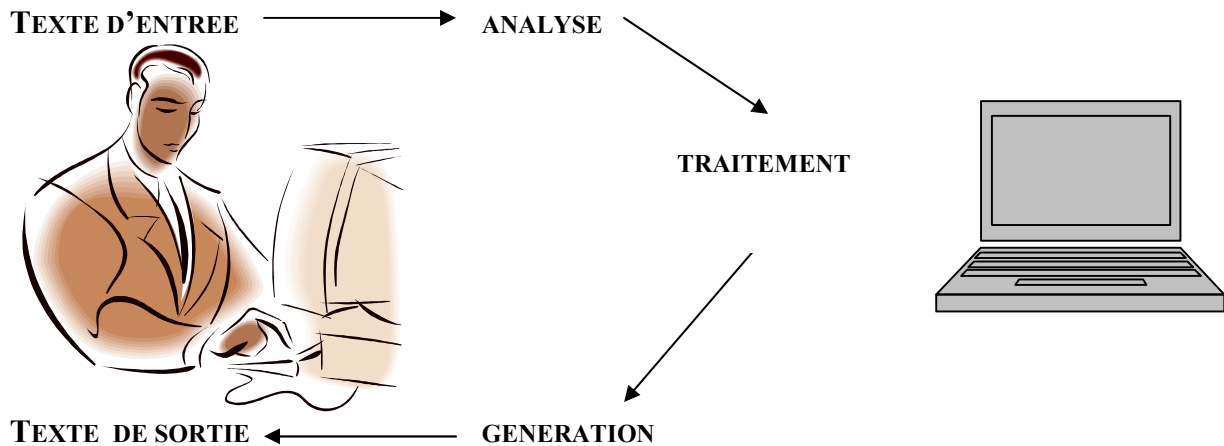 TEXTE D'ENTREE
ANALYSE
TRAITEMENT
GENERATION
TEXTE DE SORTIE